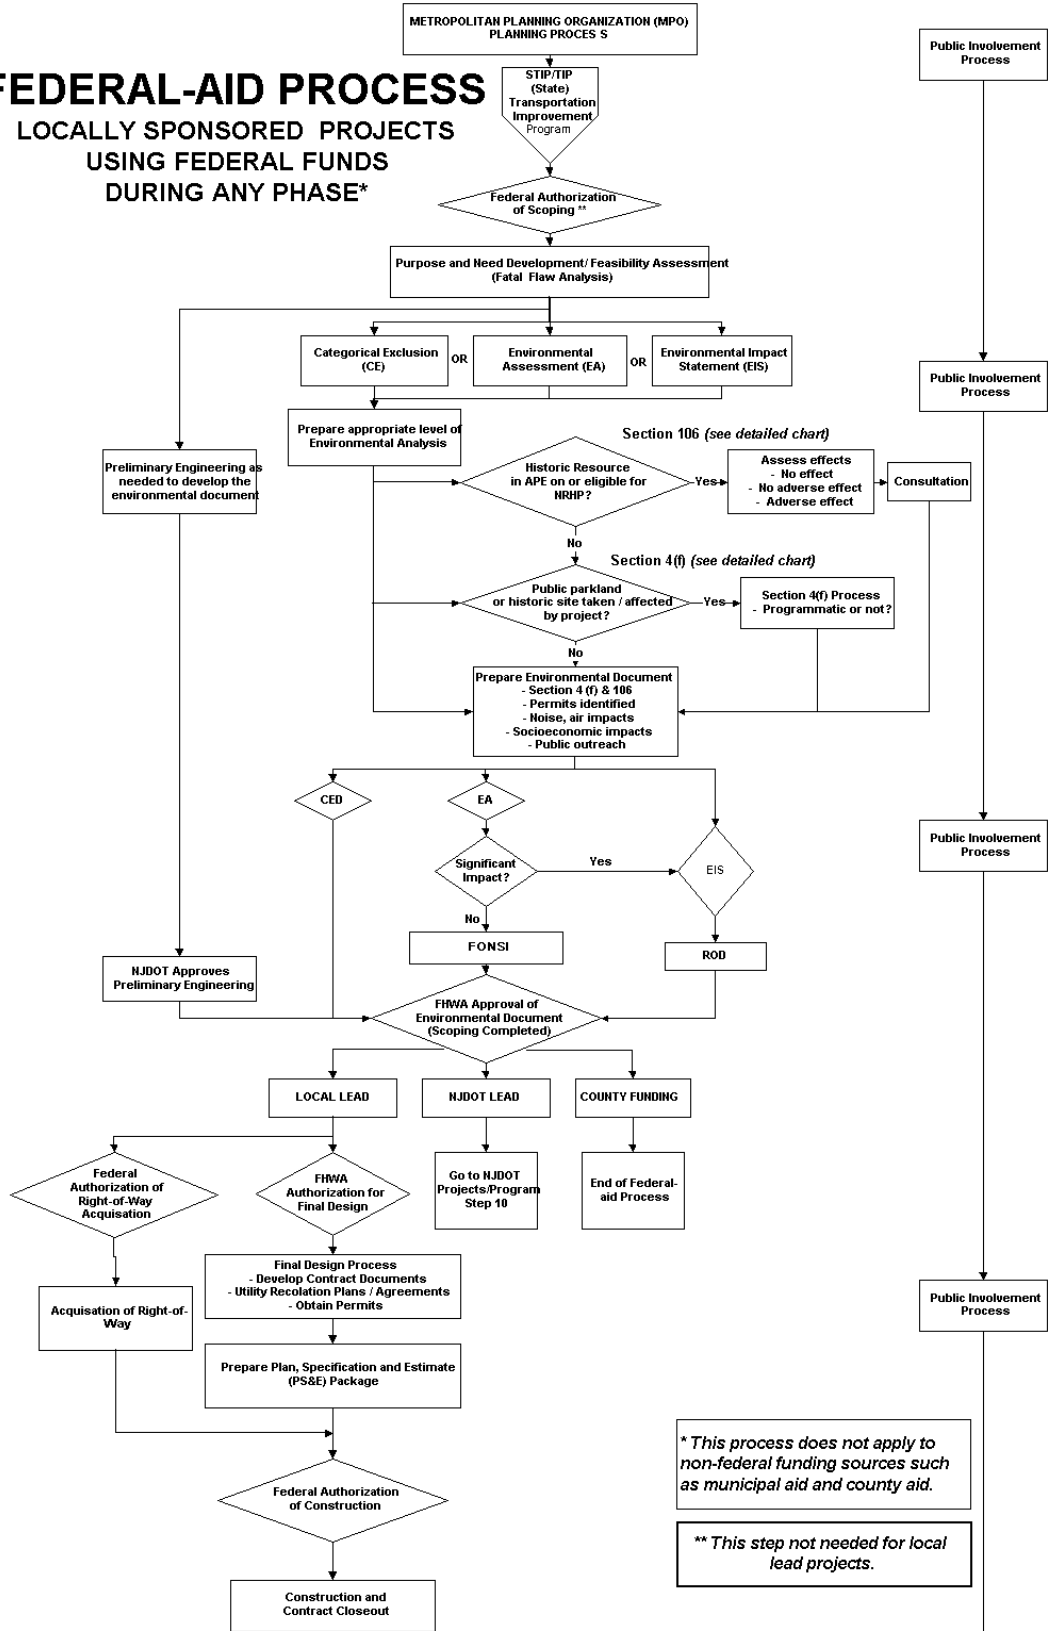 METROPOLITAN PLANNING ORGANIZATION (MPO)
PLANNING PROCES S
Public Involvement
Process
STIP/TIP
(State)
Transportation
Improvement
Program
FEDERAL-AID PROCESS
LOCALLY SPONSORED PROJECTS
USING FEDERAL FUNDS
DURING ANY PHASE*
Federal Authorization
of Scoping **
Purpose and Need Development/ Feasibility Assessment
(Fatal Flaw Analysis)
Categorical Exclusion
(CE)
OR
Environmental
Assessment (EA)
OR
Environmental Impact
Statement (EIS)
Public Involvement
Process
Prepare appropriate level of
Environmental Analysis
Section 106 (see detailed chart)
Preliminary Engineering as
needed to develop the
environmental document
Historic Resource
in APE on or eligible for
NRHP?
Yes
Assess effects
- No effect
- No adverse effect
- Adverse effect
Consultation
No
Section 4(f) (see detailed chart)
Public parkland
or historic site taken / affected
by project?
Yes
Section 4(f) Process
- Programmatic or not?
No
Prepare Environmental Document
- Section 4 (f) & 106
- Permits identified
- Noise, air impacts
- Socioeconomic impacts
- Public outreach
CED
EA
Public Involvement
Process
Significant
Impact?
Yes
EIS
No
FONSI
ROD
NJDOT Approves
Preliminary Engineering
FHWA Approval of
Environmental Document
(Scoping Completed)
LOCAL LEAD
NJDOT LEAD
COUNTY FUNDING
Federal
Authorization of
Right-of-Way
Acquisation
FHWA
Authorization for
Final Design
Go to NJDOT
Projects/Program
Step 10
End of Federal-
aid Process
Final Design Process
- Develop Contract Documents
- Utility Recolation Plans / Agreements
- Obtain Permits
Acquisation of Right-of-
Way
Public Involvement
Process
Prepare Plan, Specification and Estimate
(PS&E) Package
* This process does not apply to
non-federal funding sources such
as municipal aid and county aid.
Federal Authorization
of Construction
** This step not needed for local
lead projects.
Construction and
Contract Closeout